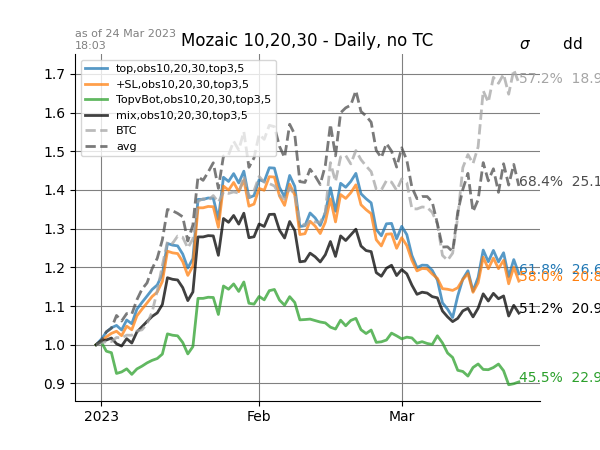 as of 24 Mar 2023
18:03
Mozaic 10,20,30 - Daily, no TC
σ dd
top,obs10,20,30,top3,5
+SL,obs10,20,30,top3,5
TopvBot,obs10,20,30,top3,5
mix,obs10,20,30,top3,5
BTC
avg
1.7
1.6
1.5
1.4
1.3
1.2
1.1
1.0
0.9
57.2% 18.9
68.4% 25.1
61.8% 26.6
58.0% 20.8
51.2% 20.9
45.5% 22.9
2023 Feb Mar